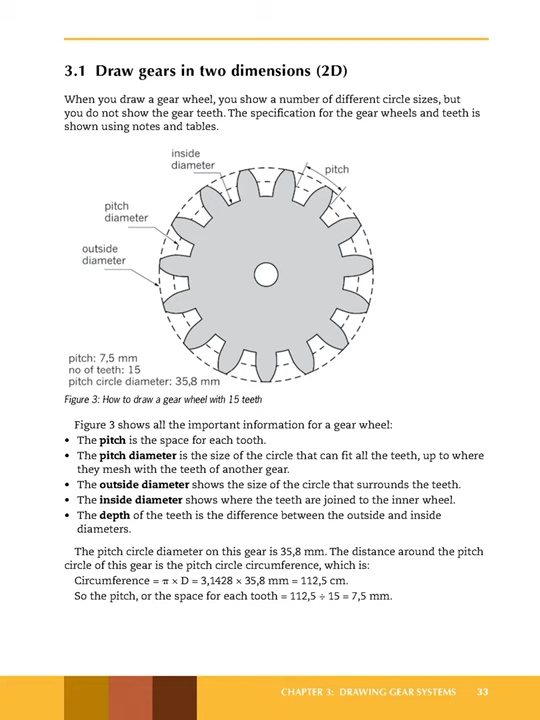 3.1 Draw gears in two dimensions (2D)
When you draw a gear wheel, you show a number of different circle sizes, but
you do not show the gear teeth. The specification for the gear wheels and teeth is
shown using notes and tables.
inside
diameter
pitch
pitch
diameter
outside
diameter
pitch: 7,5 mm
no of teeth: 15
pitch circle diameter: 35,8 mm
Figure 3: How to draw a gear wheel with 15 teeth
Figure 3 shows all the important information for a gear wheel:
• The pitch is the space for each tooth.
• The pitch diameter is the size of the circle that can fit all the teeth, up to where
they mesh with the teeth of another gear.
• The outside diameter shows the size of the circle that surrounds the teeth.
• The inside diameter shows where the teeth are joined to the inner wheel.
• The depth of the teeth is the difference between the outside and inside
diameters.
The pitch circle diameter on this gear is 35,8 mm. The distance around the pitch
circle of this gear is the pitch circle circumference, which is:
Circumference = π × D = 3,1428 × 35,8 mm = 112,5 cm.
So the pitch, or the space for each tooth = 112,5 ÷ 15 = 7,5 mm.
CHAPTER 3: DRAWING GEAR SYSTEMS 33